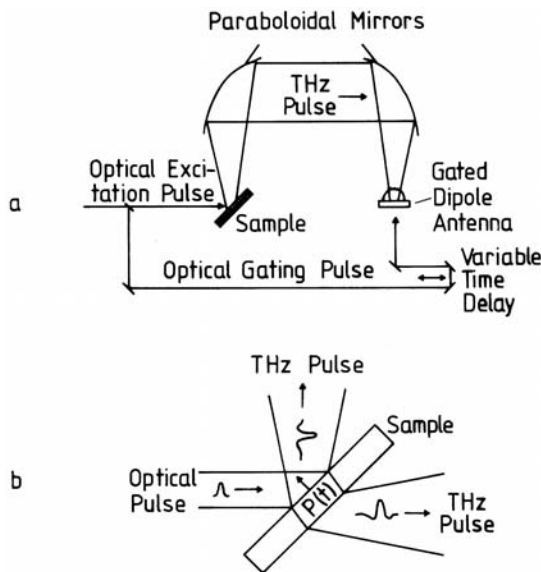 Paraboloidal Mirrors
THz
Pulse
Optical Exci-
tation Pulse
a
Sample
Gated
Dipole
Antenna
Optical Gating Pulse
Variable
Time
Delay
THz Pulse
Sample
b
Optical
Pulse
P(t)
THz
Pulse